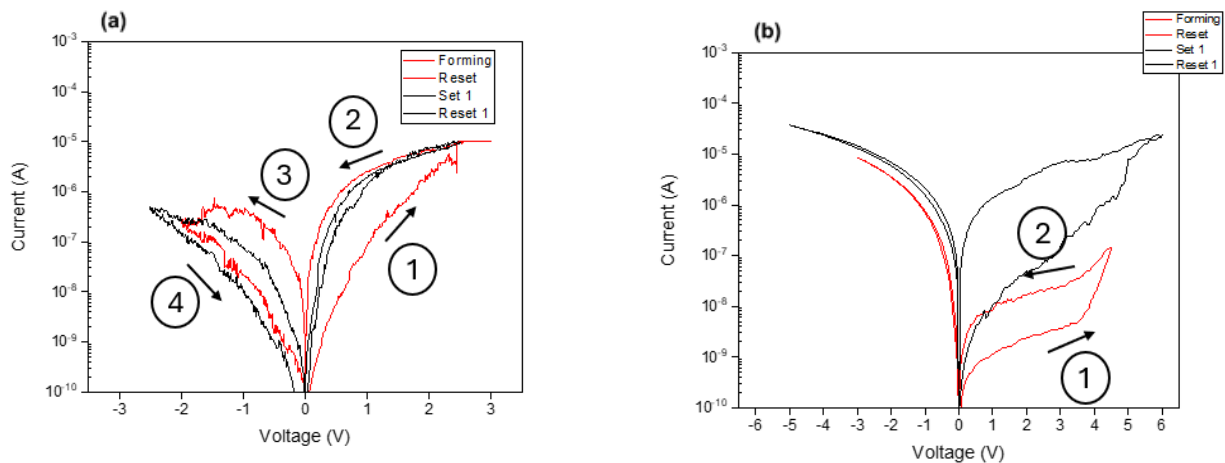 (a)
10-3
10-4
10-5
10-6
10-7
10-8
10-9
10-10
Current (A)
-3 -2 -1 0 1 2 3
Voltage (V)
Forming
Reset
Set 1
Reset 1
2
3
1
4
(b)
10-3
10-4
10-5
10-6
10-7
10-8
10-9
10-10
Current (A)
-6 -5 -4 -3 -2 -1 0 1 2 3 4 5 6
Voltage (V)
Forming
Reset
Set 1
Reset 1
2
1